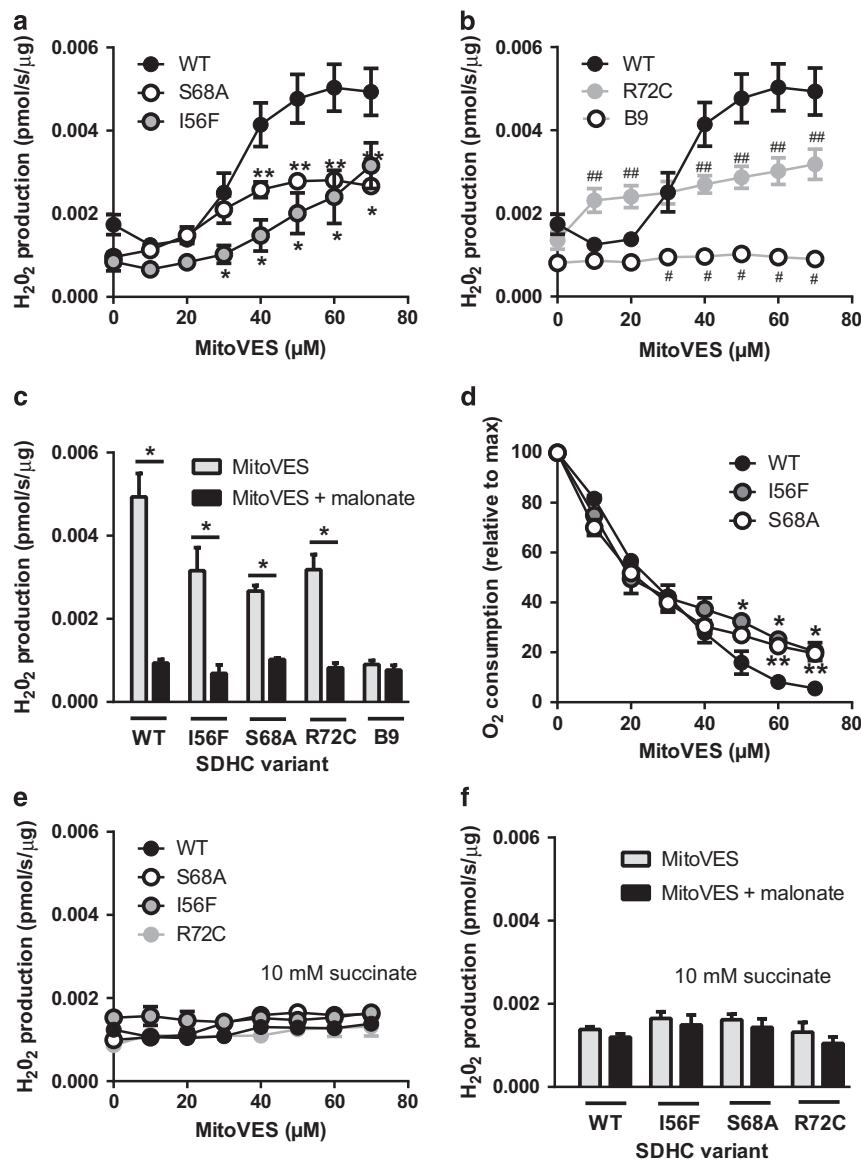 a
H₂O₂ production (pmol/s/µg)
0.006
0.004
0.002
0.000
WT
S68A
I56F
** ** ** **
* * * * *
0 20 40 60 80
MitoVES (µM)
b
H₂O₂ production (pmol/s/µg)
0.006
0.004
0.002
0.000
WT
R72C
B9
## ## ## ## ## ##
# # # # #
0 20 40 60 80
MitoVES (µM)
c
H₂O₂ production (pmol/s/µg)
0.006
0.004
0.002
0.000
MitoVES
MitoVES + malonate
* * * *
WT I56F S68A R72C B9
SDHC variant
d
O₂ consumption (relative to max)
100
80
60
40
20
0
WT
I56F
S68A
* * *
** **
0 20 40 60 80
MitoVES (µM)
e
H₂O₂ production (pmol/s/µg)
0.006
0.004
0.002
0.000
WT
S68A
I56F
R72C
10 mM succinate
0 20 40 60 80
MitoVES (µM)
f
H₂O₂ production (pmol/s/µg)
0.006
0.004
0.002
0.000
MitoVES
MitoVES + malonate
10 mM succinate
WT I56F S68A R72C
SDHC variant